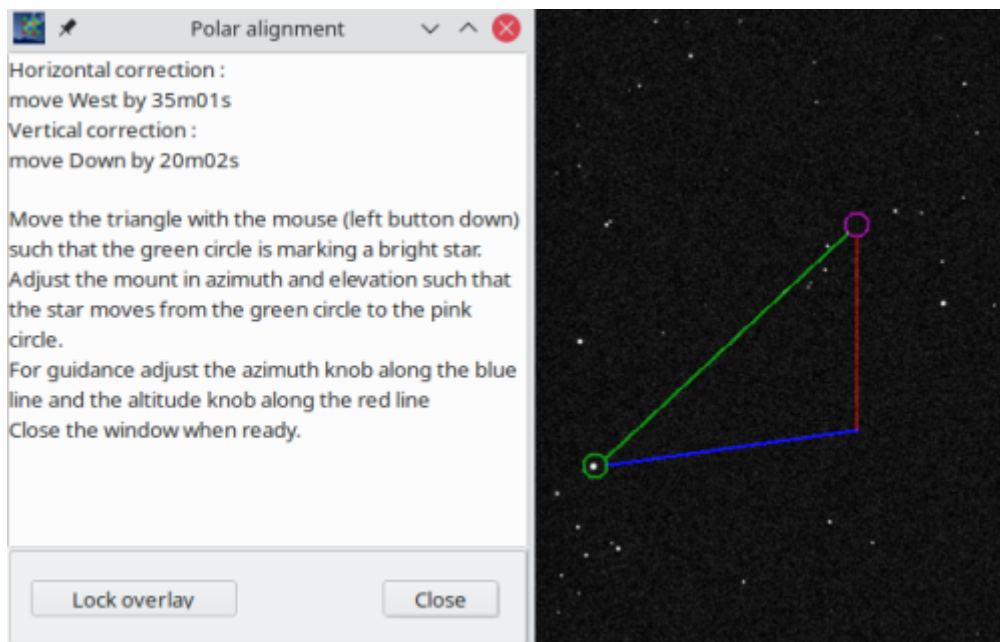 Polar alignment
Horizontal correction :
move West by 35m01s
Vertical correction :
move Down by 20m02s
Move the triangle with the mouse (left button down)
such that the green circle is marking a bright star.
Adjust the mount in azimuth and elevation such that
the star moves from the green circle to the pink
circle.
For guidance adjust the azimuth knob along the blue
line and the altitude knob along the red line
Close the window when ready.
Lock overlay
Close